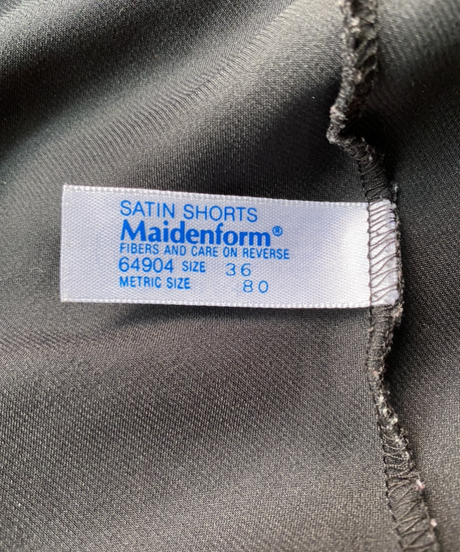 SATIN SHORTS
Maidenform®
FIBERS AND CARE ON REVERSE
64904 SIZE 36
METRIC SIZE 80